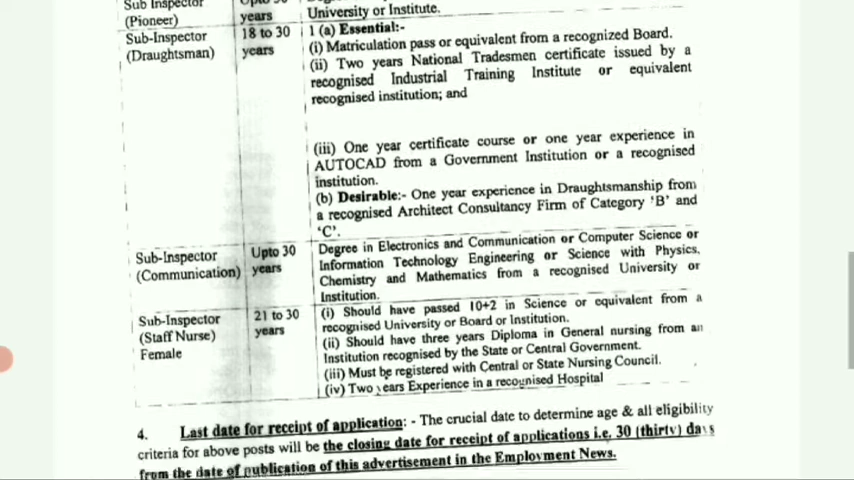 Sub Inspector
(Pioneer)
Upto 30
years
University or Institute.
Sub-Inspector
(Draughtsman)
18 to 30
years
1 (a) Essential:-
(i) Matriculation pass or equivalent from a recognized Board.
(ii) Two years National Tradesmen certificate issued by a
recognised Industrial Training Institute or equivalent
recognised institution; and
(iii) One year certificate course or one year experience in
AUTOCAD from a Government Institution or a recognised
institution.
(b) Desirable:- One year experience in Draughtsmanship from
a recognised Architect Consultancy Firm of Category 'B' and
'C'.
Sub-Inspector
(Communication)
Upto 30
years
Degree in Electronics and Communication or Computer Science or
Information Technology Engineering or Science with Physics,
Chemistry and Mathematics from a recognised University or
Institution.
Sub-Inspector
(Staff Nurse)
Female
21 to 30
years
(i) Should have passed 10+2 in Science or equivalent from a
recognised University or Board or Institution.
(ii) Should have three years Diploma in General nursing from an
Institution recognised by the State or Central Government.
(iii) Must be registered with Central or State Nursing Council.
(iv) Two years Experience in a recognised Hospital
4. Last date for receipt of application: - The crucial date to determine age & all eligibility
criteria for above posts will be the closing date for receipt of applications i.e. 30 (thirty) days
from the date of publication of this advertisement in the Employment News.